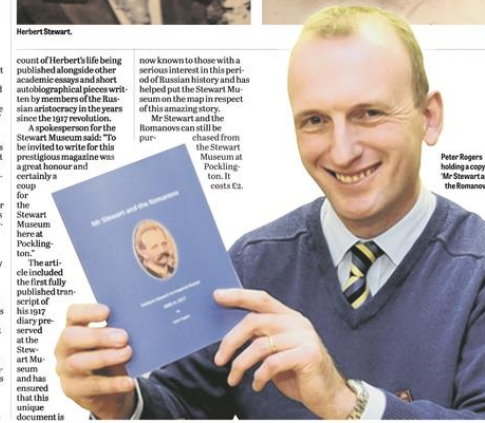 Herbert Stewart.
count of Herbert's life being
published alongside other
academic essays and short
autobiographical pieces writ-
ten by members of the Rus-
sian aristocracy in the years
since the 1917 revolution.
A spokesperson for the
Stewart Museum said: "To
be invited to write for this
prestigious magazine was
a great honour and
certainly a
coup
for
the
Stewart
Museum
here at
Pockling-
ton."
The arti-
cle included
the first fully
published tran-
script of
his 1917
diary pre-
served
at the
Stew-
art Mu-
seum
and has
ensured
that this
unique
document is
now known to those with a
serious interest in this peri-
od of Russian history and has
helped put the Stewart Mu-
seum on the map in respect
of this amazing story.
Mr Stewart and the
Romanovs can still be
pur-
chased from
the Stewart
Museum at
Pockling-
ton. It
costs £2.
Mr Stewart and the Romanovs
Peter Rogers
holding a copy
'Mr Stewart a
the Romanov